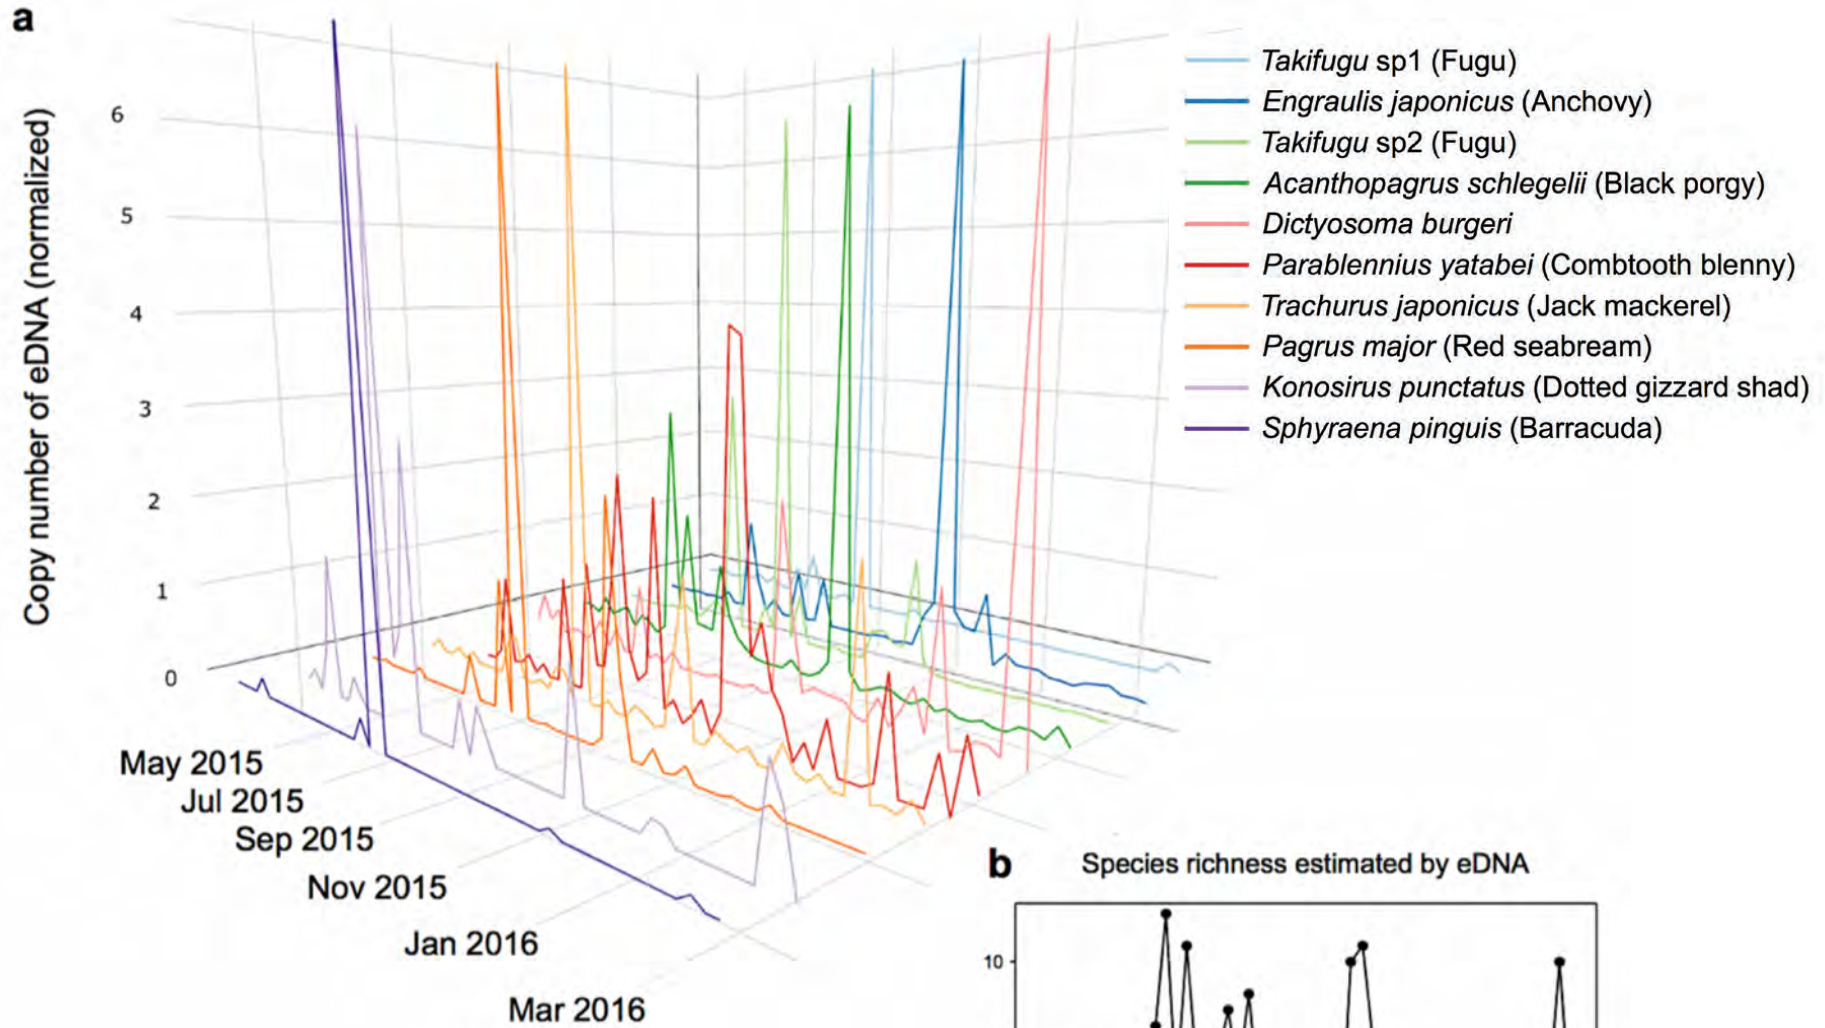 a
Copy number of eDNA (normalized)
6
5
4
3
2
1
0
May 2015
Jul 2015
Sep 2015
Nov 2015
Jan 2016
Mar 2016
Takifugu sp1 (Fugu)
Engraulis japonicus (Anchovy)
Takifugu sp2 (Fugu)
Acanthopagrus schlegelii (Black porgy)
Dictyosoma burgeri
Parablennius yatabei (Combtooth blenny)
Trachurus japonicus (Jack mackerel)
Pagrus major (Red seabream)
Konosirus punctatus (Dotted gizzard shad)
Sphyraena pinguis (Barracuda)
b
Species richness estimated by eDNA
10